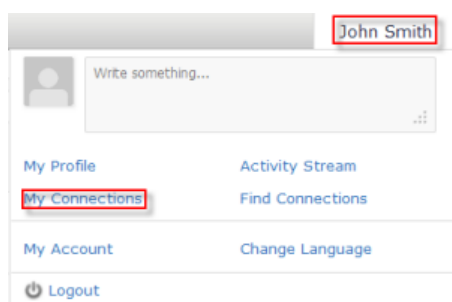 John Smith
Write something...
My Profile Activity Stream
My Connections Find Connections
My Account Change Language
Logout